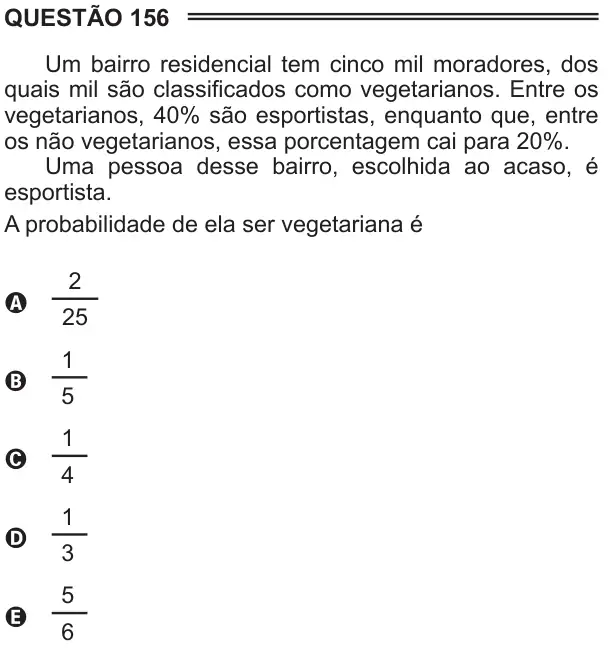 QUESTÃO 156
Um bairro residencial tem cinco mil moradores, dos
quais mil são classificados como vegetarianos. Entre os
vegetarianos, 40% são esportistas, enquanto que, entre
os não vegetarianos, essa porcentagem cai para 20%.
Uma pessoa desse bairro, escolhida ao acaso, é
esportista.
A probabilidade de ela ser vegetariana é
A 2/25
B 1/5
C 1/4
D 1/3
E 5/6